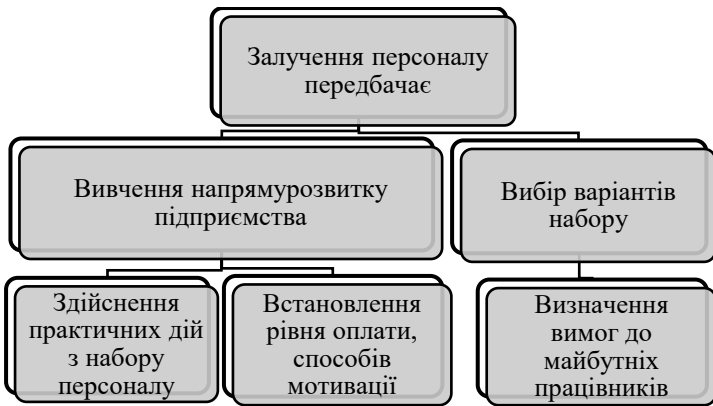 Залучення персоналу
передбачає
Вивчення напрямурозвитку
підприємства
Вибір варіантів
набору
Здійснення
практичних дій
з набору
персоналу
Встановлення
рівня оплати,
способів
мотивації
Визначення
вимог до
майбутніх
працівників